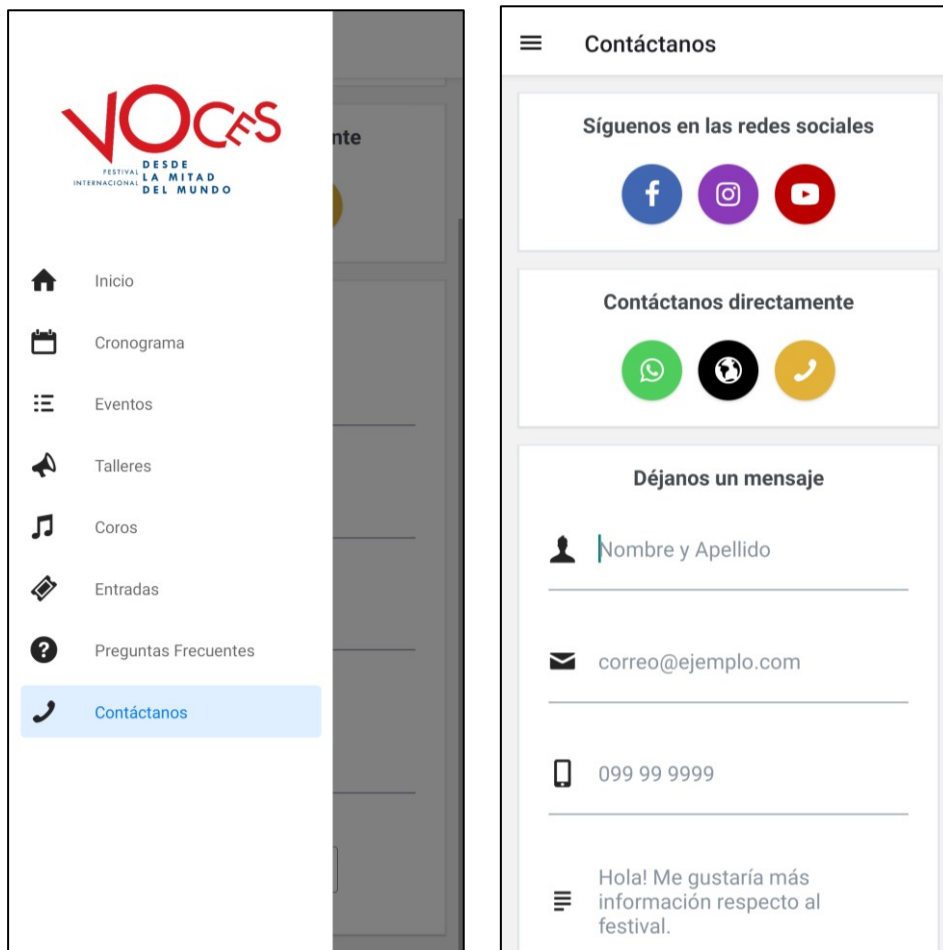 VOCES
FESTIVAL INTERNACIONAL
DESDE
LA MITAD
DEL MUNDO
nte
Inicio
Cronograma
Eventos
Talleres
Coros
Entradas
Preguntas Frecuentes
Contáctanos
Contáctanos
Síguenos en las redes sociales
Contáctanos directamente
Déjanos un mensaje
Nombre y Apellido
correo@ejemplo.com
099 99 9999
Hola! Me gustaría más
información respecto al
festival.